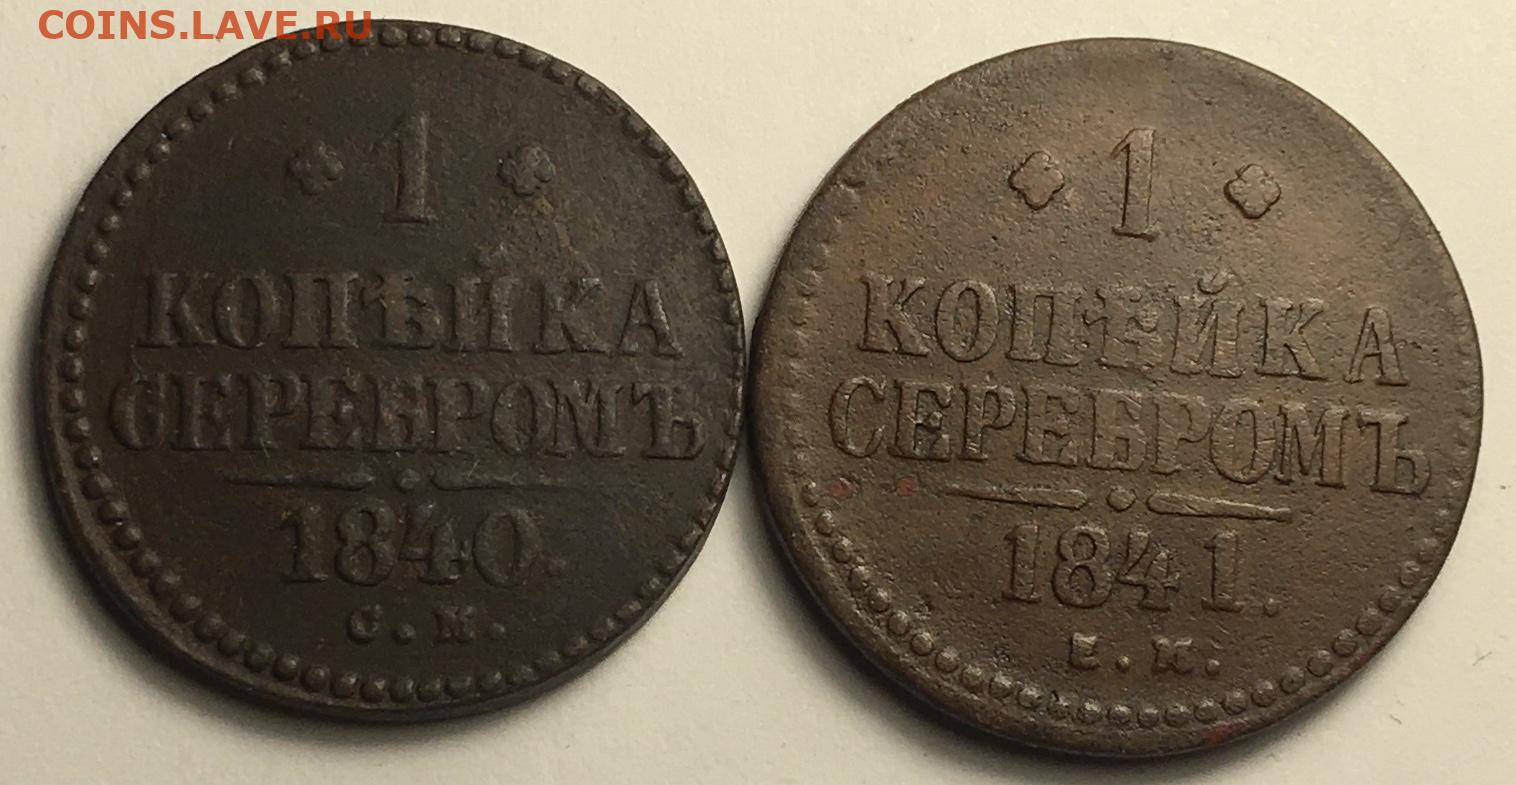 COINS.LAVE.RU
1
КОПѢЙКА
СЕРЕБРОМЪ
1840.
С.М.
1
КОПѢЙКА
СЕРЕБРОМЪ
1841.
Е.М.